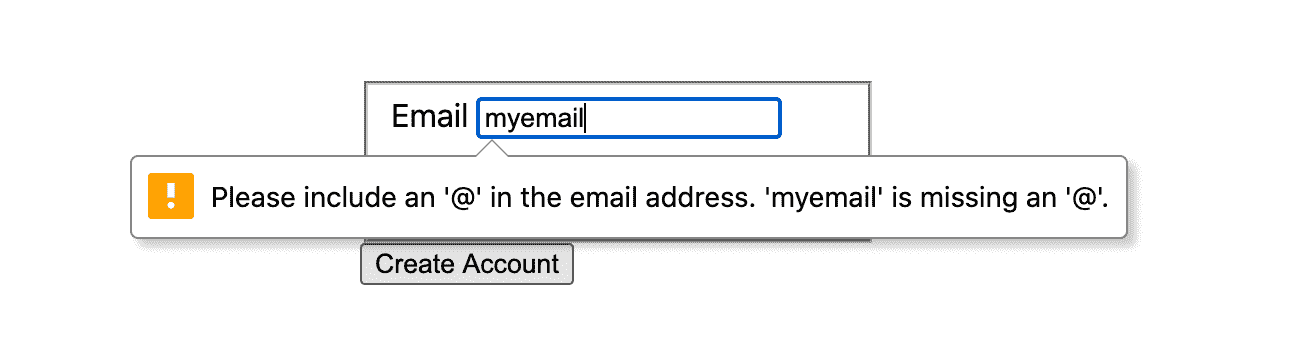 Email myemail
Please include an '@' in the email address. 'myemail' is missing an '@'.
Create Account